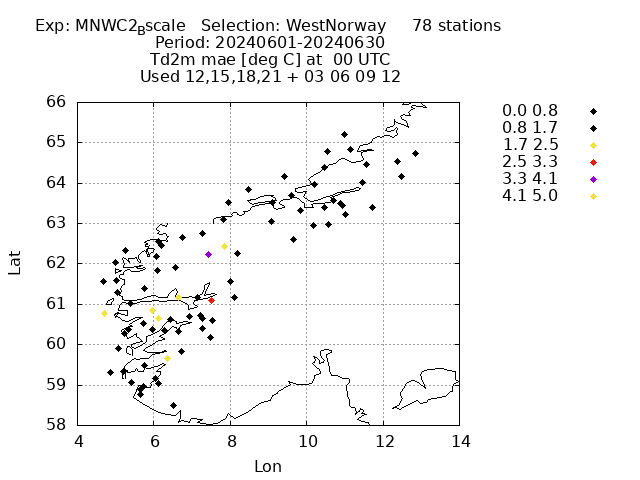 Exp: MNWC2Bscale Selection: WestNorway 78 stations
Period: 20240601-20240630
Td2m mae [deg C] at 00 UTC
Used 12,15,18,21 + 03 06 09 12
66
65
64
63
62
61
60
59
58
Lat
4 6 8 10 12 14
Lon
0.0 0.8
0.8 1.7
1.7 2.5
2.5 3.3
3.3 4.1
4.1 5.0